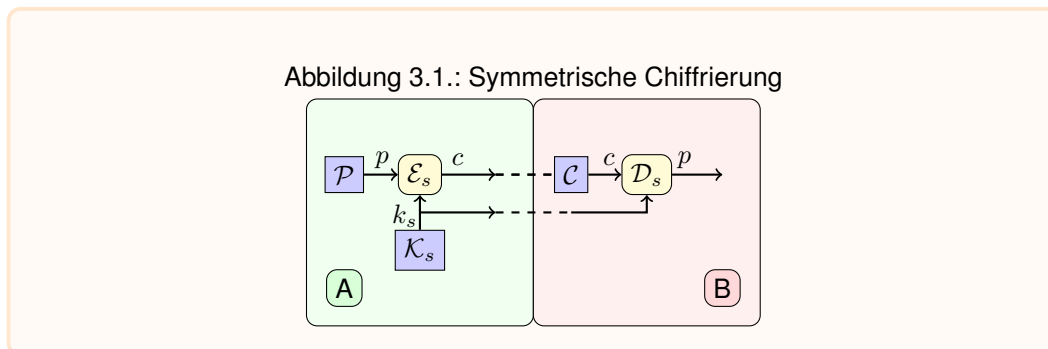 Abbildung 3.1.: Symmetrische Chiffrierung
𝒫 p ℰₛ c 𝒞 c 𝒟ₛ p
kₛ
𝒦ₛ
A B